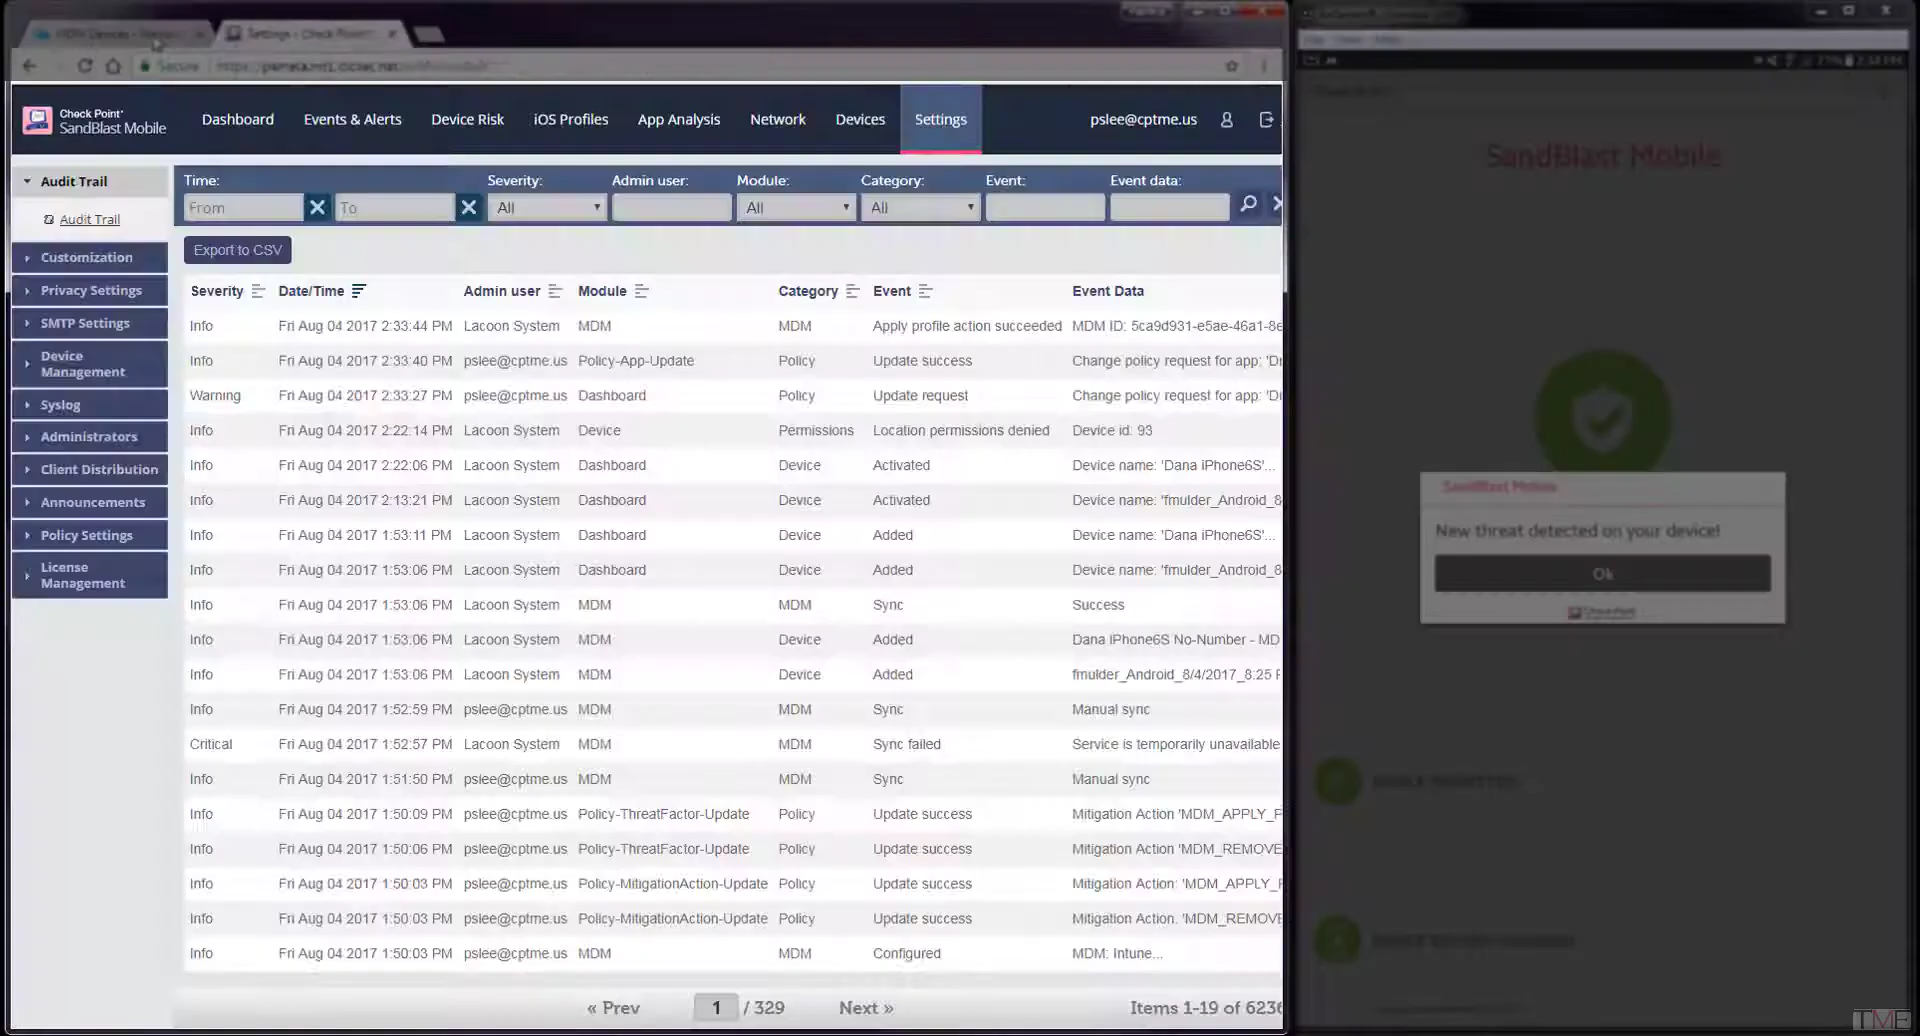 Settings - Check Point
Secure
Check Point
SandBlast Mobile
Dashboard
Events & Alerts
Device Risk
iOS Profiles
App Analysis
Network
Devices
Settings
pslee@cptme.us
Audit Trail
Audit Trail
Customization
Privacy Settings
SMTP Settings
Device
Management
Syslog
Administrators
Client Distribution
Announcements
Policy Settings
License
Management
Time:
Severity:
Admin user:
Module:
Category:
Event:
Event data:
From
To
All
All
All
Export to CSV
Severity Date/Time Admin user Module Category Event Event Data
Info Fri Aug 04 2017 2:33:44 PM Lacoon System MDM MDM Apply profile action succeeded MDM ID: 5ca9d931-e5ae-46a1-8e
Info Fri Aug 04 2017 2:33:40 PM pslee@cptme.us Policy-App-Update Policy Update success Change policy request for app: 'D
Warning Fri Aug 04 2017 2:33:27 PM pslee@cptme.us Dashboard Policy Update request Change policy request for app: 'D
Info Fri Aug 04 2017 2:22:14 PM Lacoon System Device Permissions Location permissions denied Device id: 93
Info Fri Aug 04 2017 2:22:06 PM Lacoon System Dashboard Device Activated Device name: 'Dana iPhone6S'...
Info Fri Aug 04 2017 2:13:21 PM Lacoon System Dashboard Device Activated Device name: 'fmulder_Android_8
Info Fri Aug 04 2017 1:53:11 PM Lacoon System Dashboard Device Added Device name: 'Dana iPhone6S'...
Info Fri Aug 04 2017 1:53:06 PM Lacoon System Dashboard Device Added Device name: 'fmulder_Android_8
Info Fri Aug 04 2017 1:53:06 PM Lacoon System MDM MDM Sync Success
Info Fri Aug 04 2017 1:53:06 PM Lacoon System MDM Device Added Dana iPhone6S No-Number - MD
Info Fri Aug 04 2017 1:53:06 PM Lacoon System MDM Device Added fmulder_Android_8/4/2017_8:25
Info Fri Aug 04 2017 1:52:59 PM pslee@cptme.us MDM MDM Sync Manual sync
Critical Fri Aug 04 2017 1:52:57 PM Lacoon System MDM MDM Sync failed Service is temporarily unavailable
Info Fri Aug 04 2017 1:51:50 PM pslee@cptme.us MDM MDM Sync Manual sync
Info Fri Aug 04 2017 1:50:09 PM pslee@cptme.us Policy-ThreatFactor-Update Policy Update success Mitigation Action 'MDM_APPLY_
Info Fri Aug 04 2017 1:50:06 PM pslee@cptme.us Policy-ThreatFactor-Update Policy Update success Mitigation Action 'MDM_REMOVE
Info Fri Aug 04 2017 1:50:03 PM pslee@cptme.us Policy-MitigationAction-Update Policy Update success Mitigation Action: 'MDM_APPLY_
Info Fri Aug 04 2017 1:50:03 PM pslee@cptme.us Policy-MitigationAction-Update Policy Update success Mitigation Action. 'MDM_REMOVE
Info Fri Aug 04 2017 1:50:03 PM pslee@cptme.us MDM MDM Configured MDM: Intune...
« Prev 1 / 329 Next » Items 1-19 of 6236
SandBlast Mobile
SandBlast Mobile
New threat detected on your device!
Ok
Check Point
TME